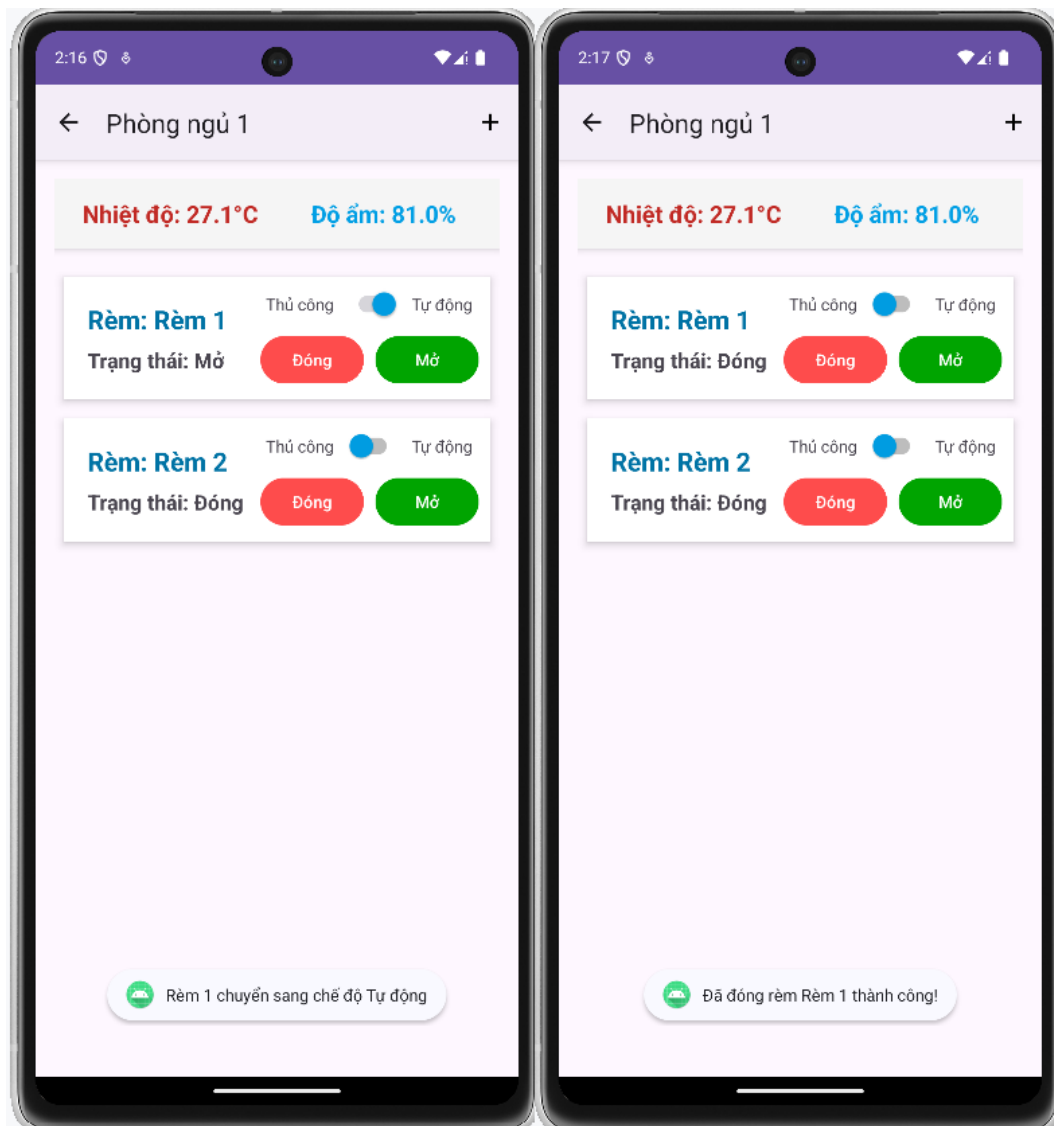 2:16
Phòng ngủ 1
+
Nhiệt độ: 27.1°C Độ ẩm: 81.0%
Thủ công Tự động
Rèm: Rèm 1
Trạng thái: Mở Đóng Mở
Thủ công Tự động
Rèm: Rèm 2
Trạng thái: Đóng Đóng Mở
Rèm 1 chuyển sang chế độ Tự động
2:17
Phòng ngủ 1
+
Nhiệt độ: 27.1°C Độ ẩm: 81.0%
Thủ công Tự động
Rèm: Rèm 1
Trạng thái: Đóng Đóng Mở
Thủ công Tự động
Rèm: Rèm 2
Trạng thái: Đóng Đóng Mở
Đã đóng rèm Rèm 1 thành công!